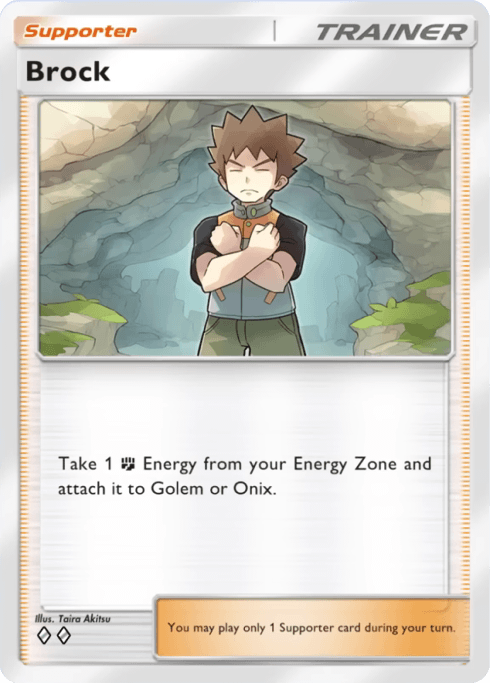 Supporter
TRAINER
Brock
Take 1 Energy from your Energy Zone and
attach it to Golem or Onix.
Illus. Taira Akitsu
You may play only 1 Supporter card during your turn.